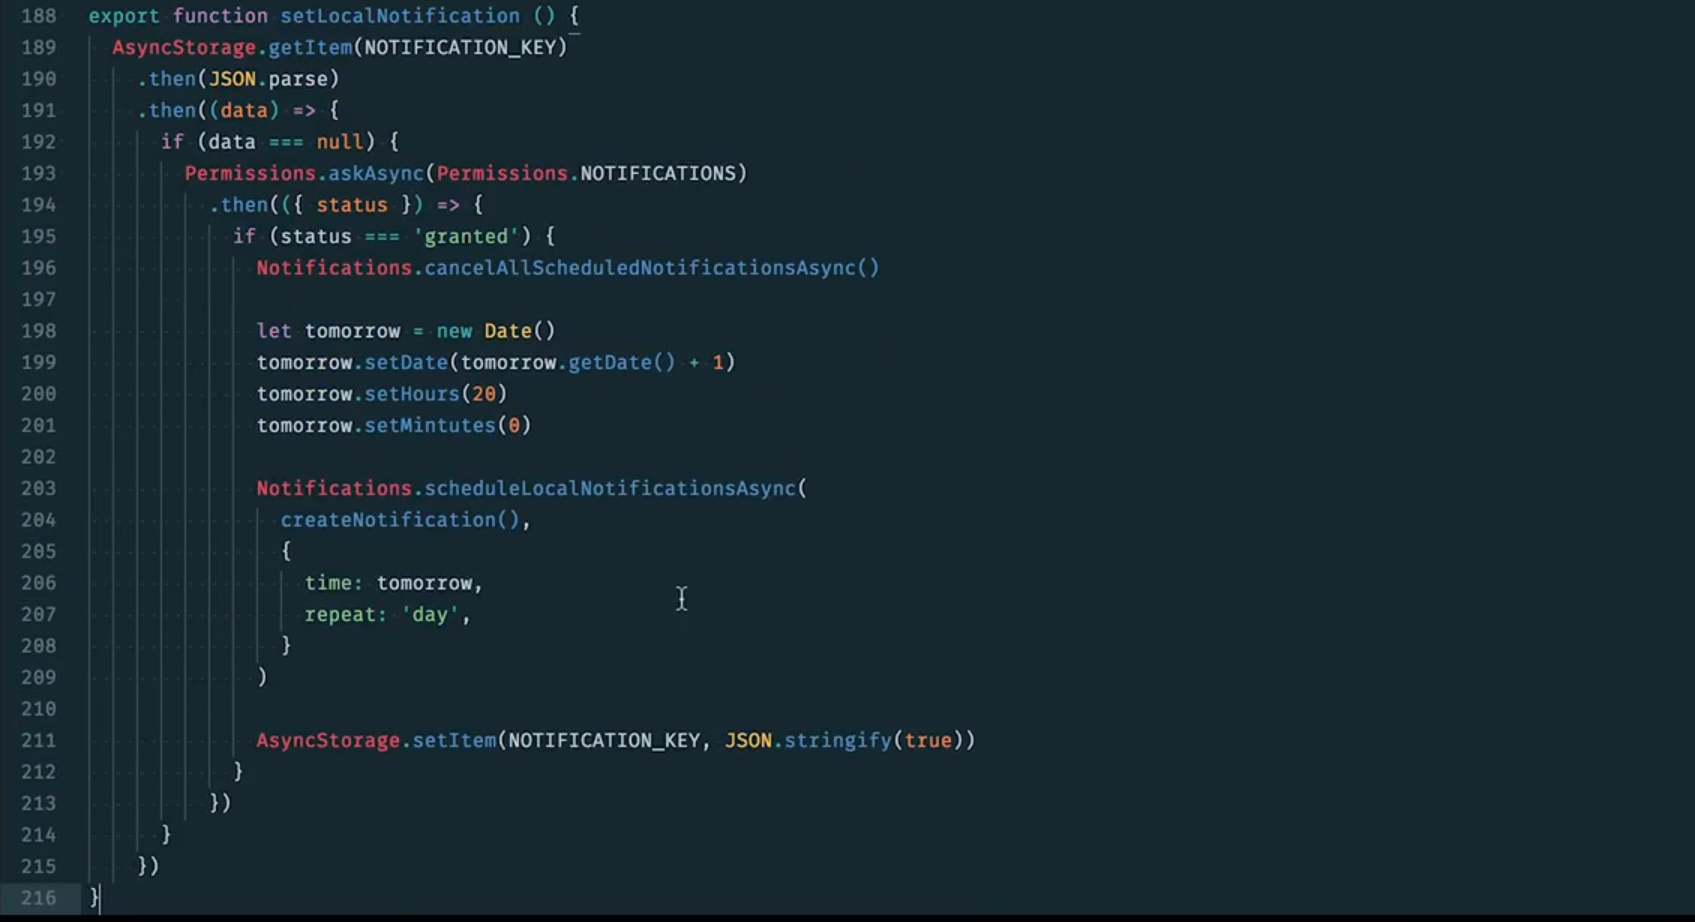 188 export function setLocalNotification () {
189 AsyncStorage.getItem(NOTIFICATION_KEY)
190 .then(JSON.parse)
191 .then((data) => {
192 if (data === null) {
193 Permissions.askAsync(Permissions.NOTIFICATIONS)
194 .then(({ status }) => {
195 if (status === 'granted') {
196 Notifications.cancelAllScheduledNotificationsAsync()
197
198 let tomorrow = new Date()
199 tomorrow.setDate(tomorrow.getDate() + 1)
200 tomorrow.setHours(20)
201 tomorrow.setMintutes(0)
202
203 Notifications.scheduleLocalNotificationsAsync(
204 createNotification(),
205 {
206 time: tomorrow,
207 repeat: 'day',
208 }
209 )
210
211 AsyncStorage.setItem(NOTIFICATION_KEY, JSON.stringify(true))
212 }
213 })
214 }
215 })
216 }